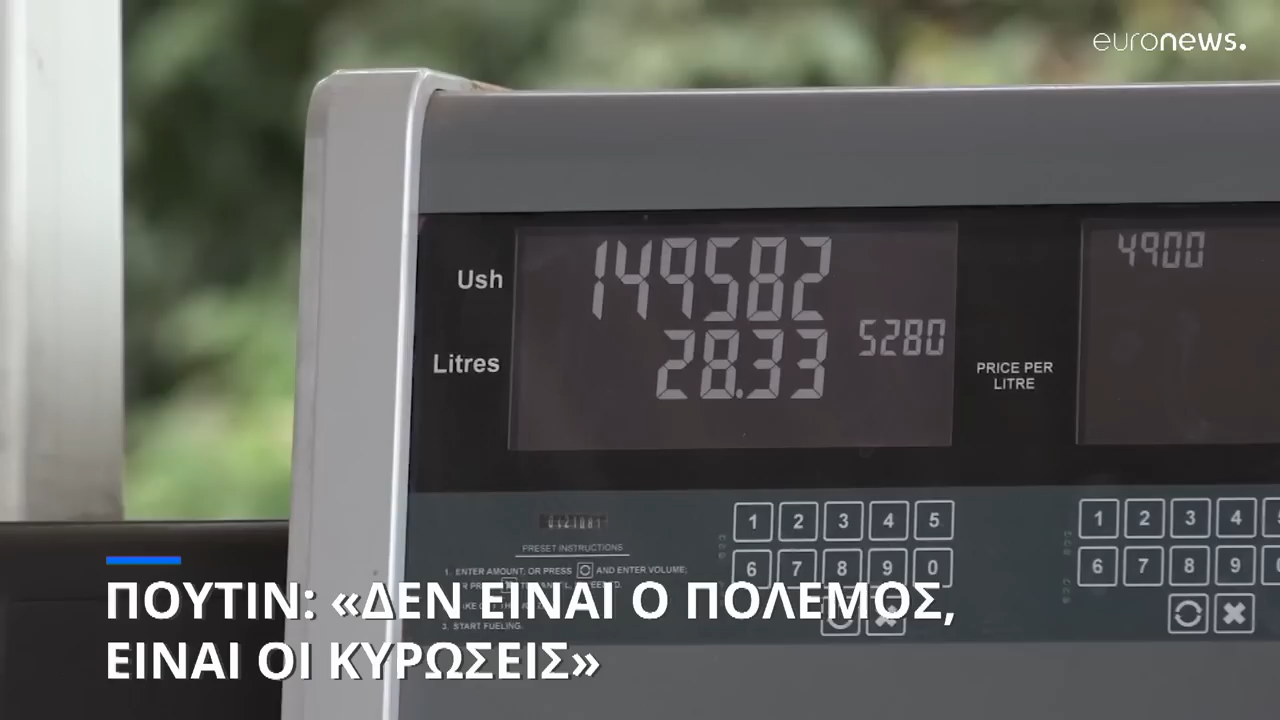 euronews.
Ush
149582
4900
Litres
28.33
5280
PRICE PER
LITRE
1 2 3 4 5
1 2 3 4
PRESET INSTRUCTIONS
1. ENTER AMOUNT, OR PRESS AND ENTER VOLUME;
6 7 8 9 0
6 7 8 9
ΠΟΥΤΙΝ: «ΔΕΝ ΕΙΝΑΙ Ο ΠΟΛΕΜΟΣ,
3. START FUELING.
ΕΙΝΑΙ ΟΙ ΚΥΡΩΣΕΙΣ»